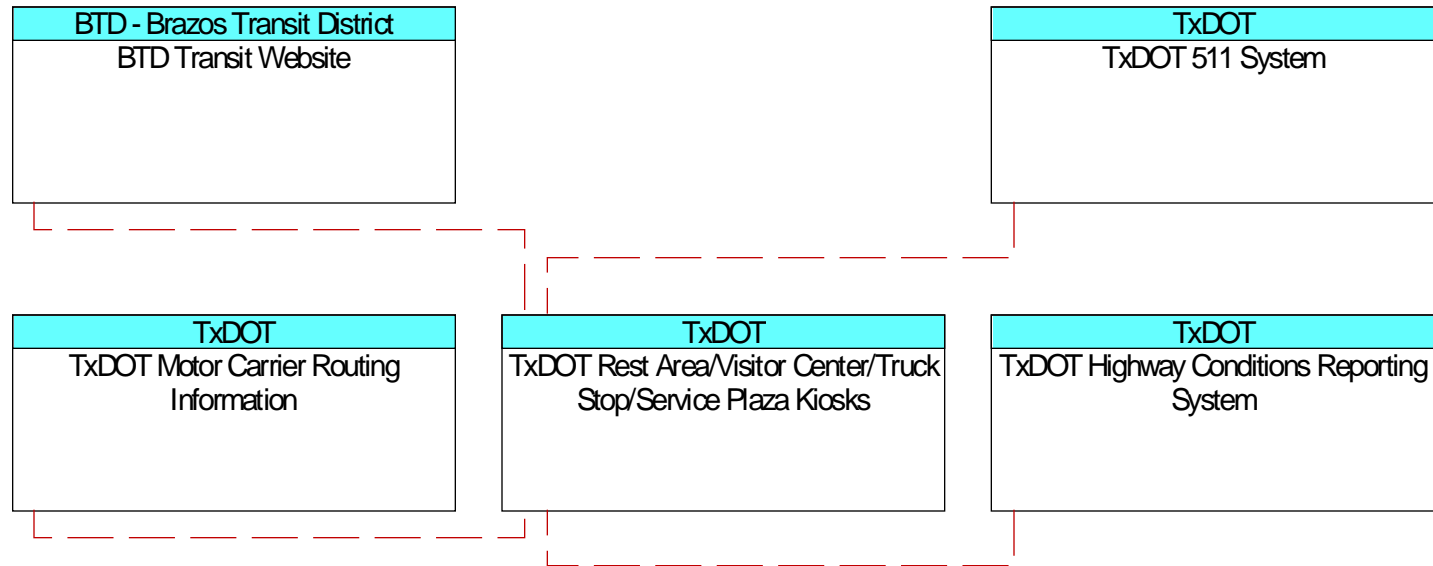 BTD - Brazos Transit District
BTD Transit Website
TxDOT
TxDOT 511 System
TxDOT
TxDOT Motor Carrier Routing
Information
TxDOT
TxDOT Rest Area/Visitor Center/Truck
Stop/Service Plaza Kiosks
TxDOT
TxDOT Highway Conditions Reporting
System